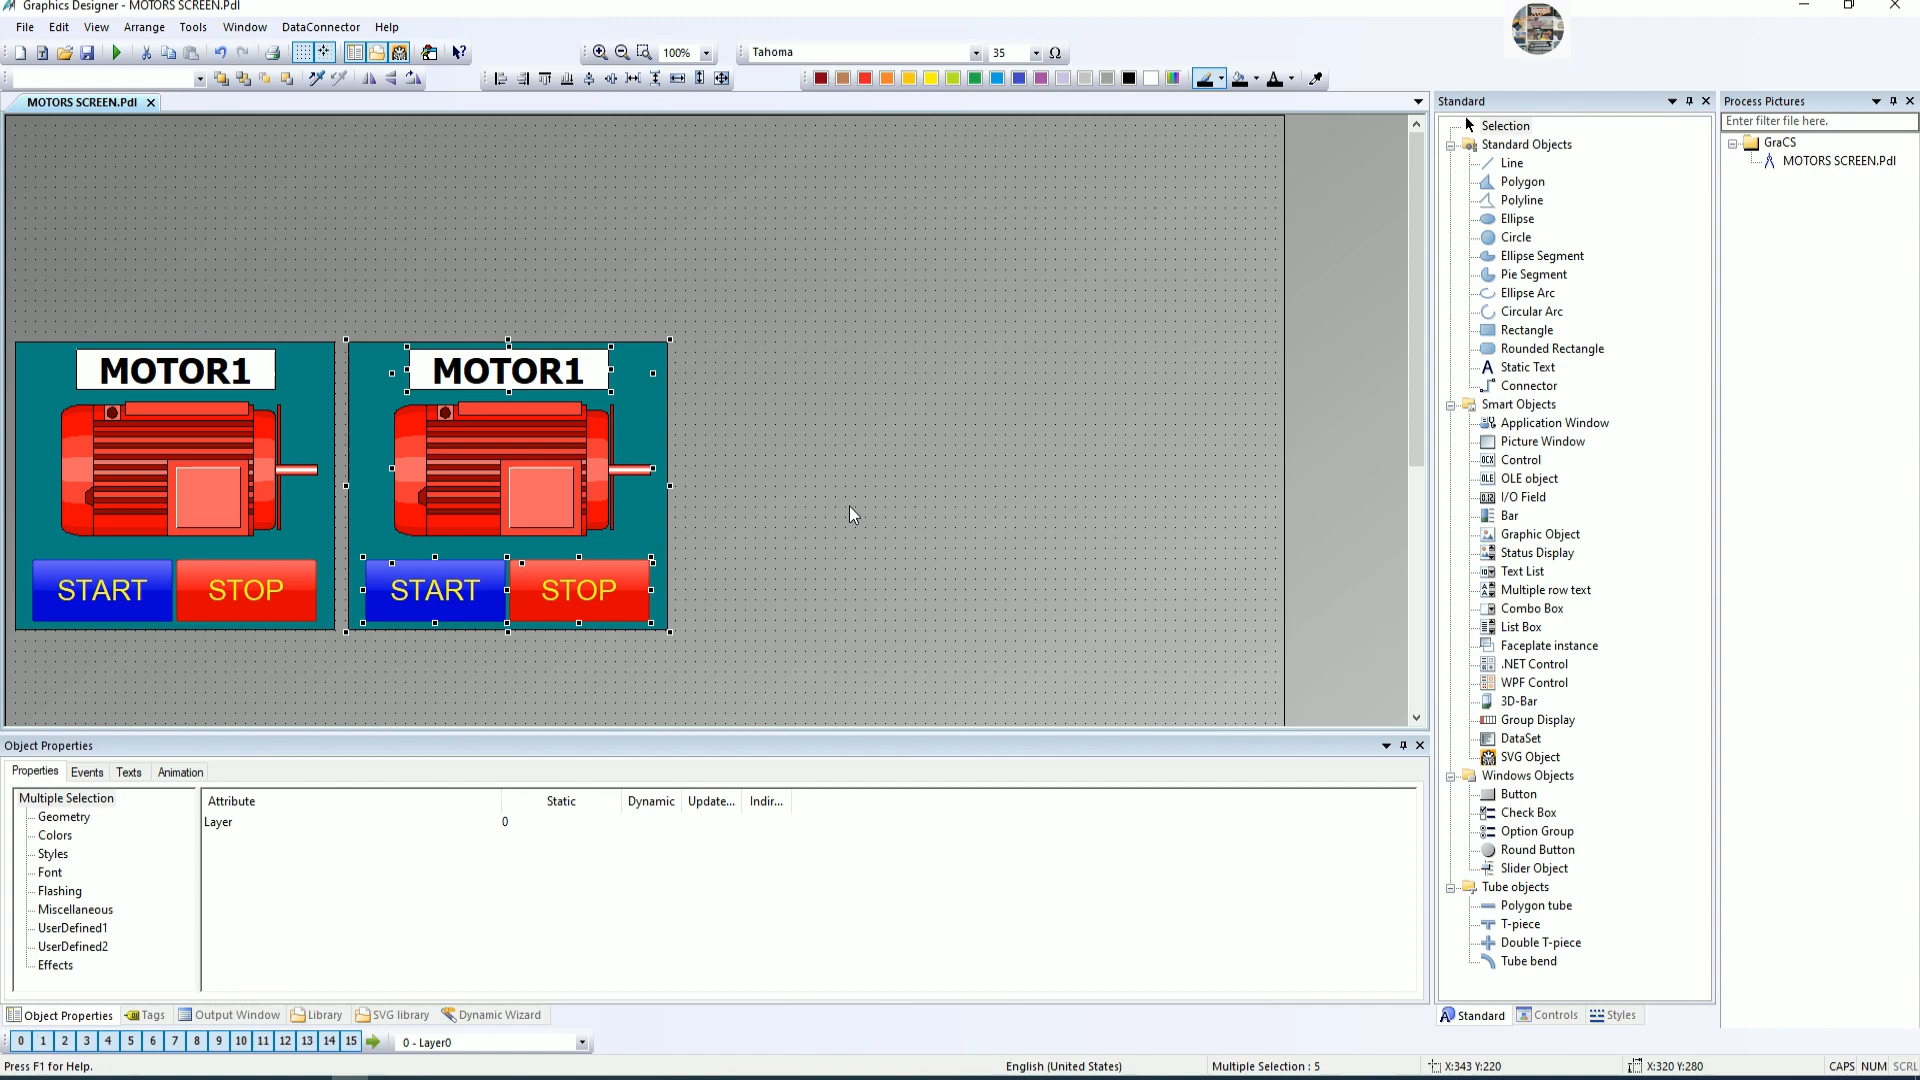 Graphics Designer - MOTORS SCREEN.Pdl
File Edit View Arrange Tools Window DataConnector Help
100% Tahoma 35 Ω
MOTORS SCREEN.Pdl
MOTOR1 MOTOR1
START STOP START STOP
Standard
Selection
Standard Objects
Line
Polygon
Polyline
Ellipse
Circle
Ellipse Segment
Pie Segment
Ellipse Arc
Circular Arc
Rectangle
Rounded Rectangle
A Static Text
Connector
Smart Objects
Application Window
Picture Window
OCX Control
OLE OLE object
0.12 I/O Field
Bar
Graphic Object
Status Display
Text List
Multiple row text
Combo Box
List Box
Faceplate instance
.NET Control
WPF Control
3D-Bar
Group Display
DataSet
SVG Object
Windows Objects
Button
Check Box
Option Group
Round Button
Slider Object
Tube objects
Polygon tube
T-piece
Double T-piece
Tube bend
Standard Controls Styles
Process Pictures
Enter filter file here.
GraCS
MOTORS SCREEN.Pdl
Object Properties
Properties Events Texts Animation
Multiple Selection
Geometry
Colors
Styles
Font
Flashing
Miscellaneous
UserDefined1
UserDefined2
Effects
Attribute Static Dynamic Update... Indir...
Layer 0
Object Properties Tags Output Window Library SVG library Dynamic Wizard
0 1 2 3 4 5 6 7 8 9 10 11 12 13 14 15 0 - Layer0
Press F1 for Help. English (United States) Multiple Selection : 5 X:343 Y:220 X:320 Y:280 CAPS NUM SCRL